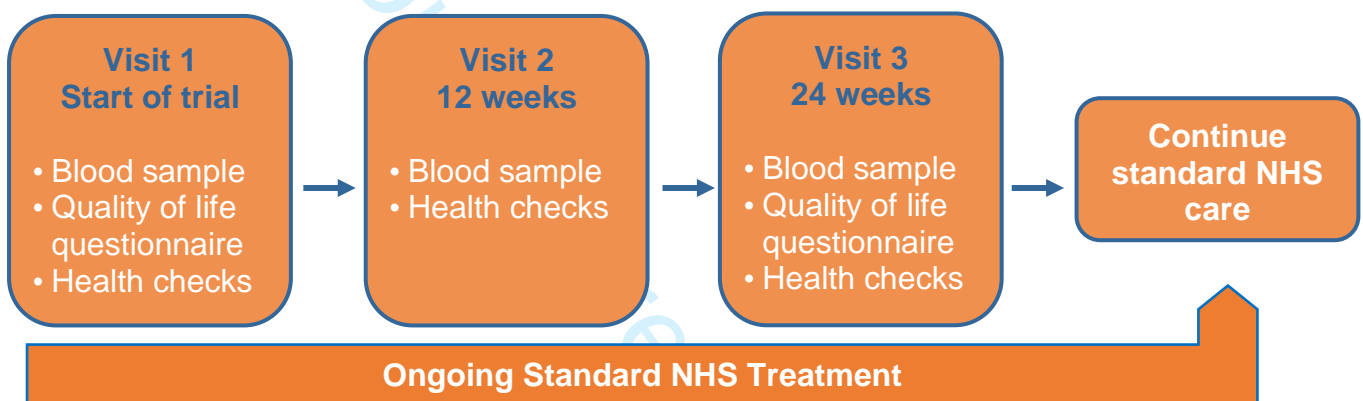 Visit 1
Start of trial
• Blood sample
• Quality of life
questionnaire
• Health checks
Visit 2
12 weeks
• Blood sample
• Health checks
Visit 3
24 weeks
• Blood sample
• Quality of life
questionnaire
• Health checks
Continue
standard NHS
care
Ongoing Standard NHS Treatment